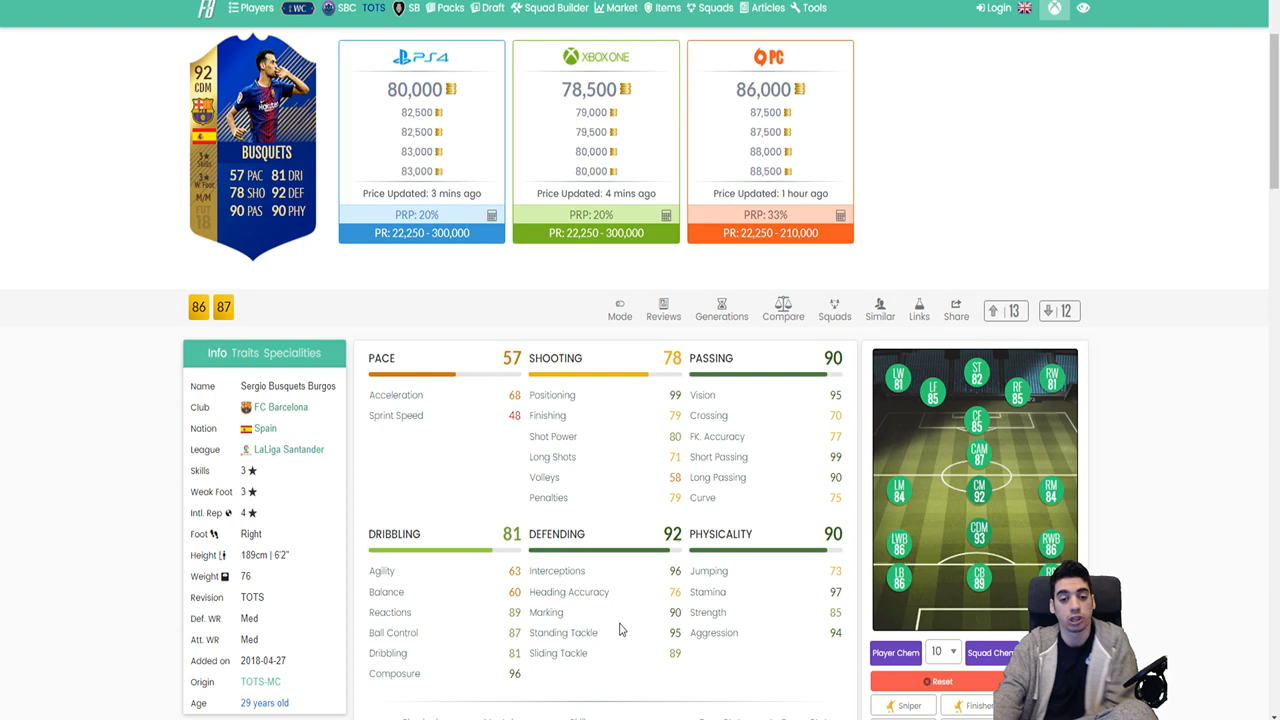 F8 Players WC SBC TOTS SB Packs Draft Squad Builder Market Items Squads Articles Tools Login
92
CDM
BUSQUETS
57 PAC 81 DRI
78 SHO 92 DEF
90 PAS 90 PHY
3★
Skills
3★
W. Foot
M/M
FUT
18
PS4
80,000
82,500
82,500
83,000
83,000
Price Updated: 3 mins ago
PRP: 20%
PR: 22,250 - 300,000
XBOX ONE
78,500
79,000
79,500
80,000
80,000
Price Updated: 4 mins ago
PRP: 20%
PR: 22,250 - 300,000
PC
86,000
87,500
87,500
88,000
88,500
Price Updated: 1 hour ago
PRP: 33%
PR: 22,250 - 210,000
86 87
Mode Reviews Generations Compare Squads Similar Links Share 13 12
Info Traits Specialities
Name Sergio Busquets Burgos
Club FC Barcelona
Nation Spain
League LaLiga Santander
Skills 3 ★
Weak Foot 3 ★
Intl. Rep 4 ★
Foot Right
Height 189cm | 6'2"
Weight 76
Revision TOTS
Def. WR Med
Att. WR Med
Added on 2018-04-27
Origin TOTS-MC
Age 29 years old
PACE 57
Acceleration 68
Sprint Speed 48
SHOOTING 78
Positioning 99
Finishing 79
Shot Power 80
Long Shots 71
Volleys 58
Penalties 79
PASSING 90
Vision 95
Crossing 70
FK. Accuracy 77
Short Passing 99
Long Passing 90
Curve 75
DRIBBLING 81
Agility 63
Balance 60
Reactions 89
Ball Control 87
Dribbling 81
Composure 96
DEFENDING 92
Interceptions 96
Heading Accuracy 76
Marking 90
Standing Tackle 95
Sliding Tackle 89
PHYSICALITY 90
Jumping 73
Stamina 97
Strength 85
Aggression 94
LW
81
LF
85
ST
82
RF
85
RW
81
CF
85
CAM
87
LM
84
CM
92
RM
84
CDM
93
LWB
86
RWB
86
LB
86
CB
89
Player Chem 10 Squad Chem
Reset
Sniper Finisher